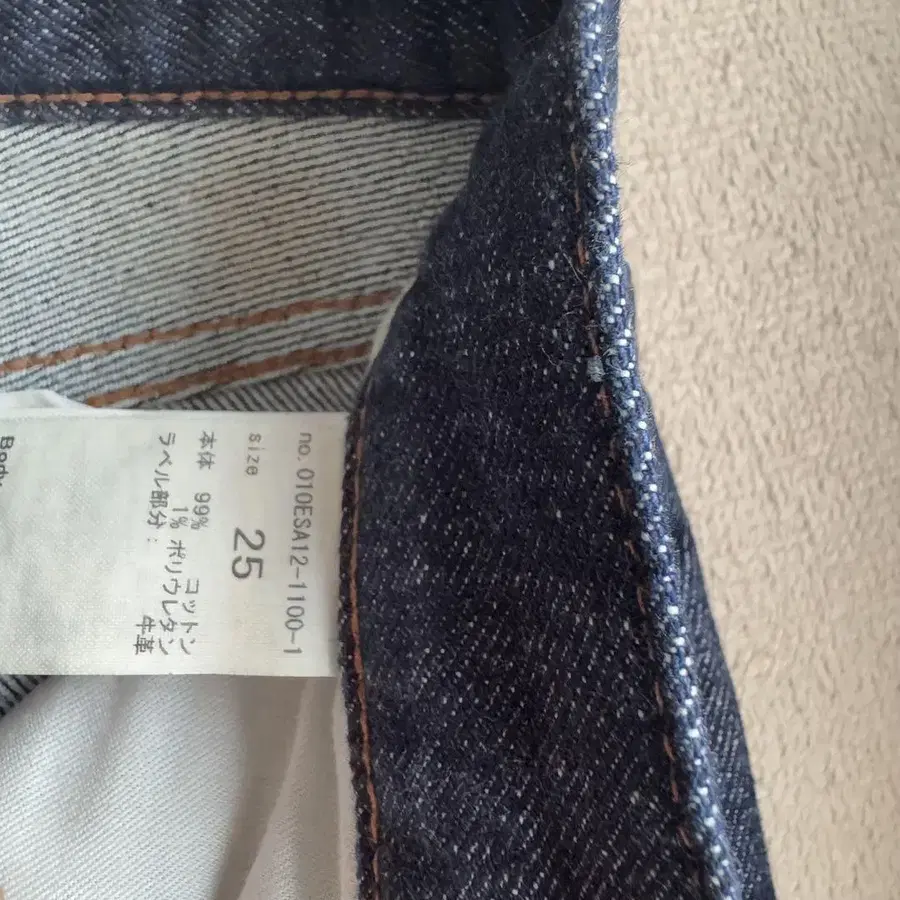 no. 010ESA12-1100-1
size 25
本体 99% コットン
1% ポリウレタン
ラベル部分: 牛革
Body